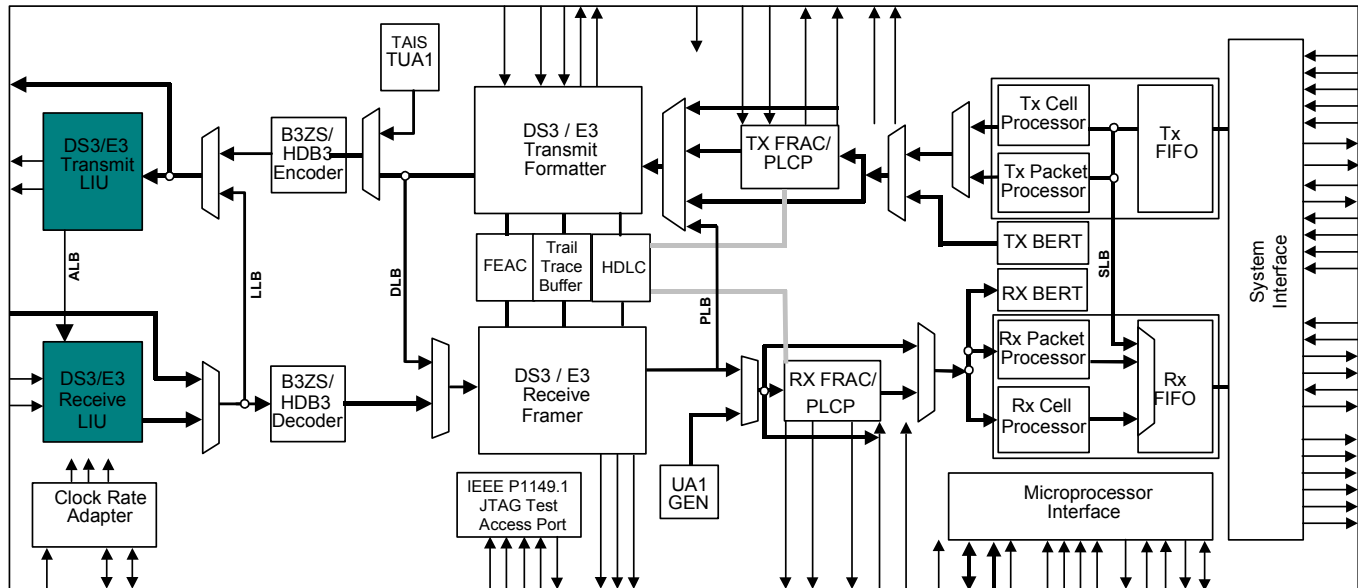 TAIS
TUA1
DS3/E3
Transmit
LIU
B3ZS/
HDB3
Encoder
DS3 / E3
Transmit
Formatter
TX FRAC/
PLCP
Tx Cell
Processor
Tx Packet
Processor
Tx
FIFO
TX BERT
RX BERT
System
Interface
ALB
LLB
DLB
PLB
SLB
FEAC
Trail
Trace
Buffer
HDLC
DS3/E3
Receive
LIU
B3ZS/
HDB3
Decoder
DS3 / E3
Receive
Framer
RX FRAC/
PLCP
Rx Packet
Processor
Rx Cell
Processor
Rx
FIFO
Clock Rate
Adapter
IEEE P1149.1
JTAG Test
Access Port
UA1
GEN
Microprocessor
Interface